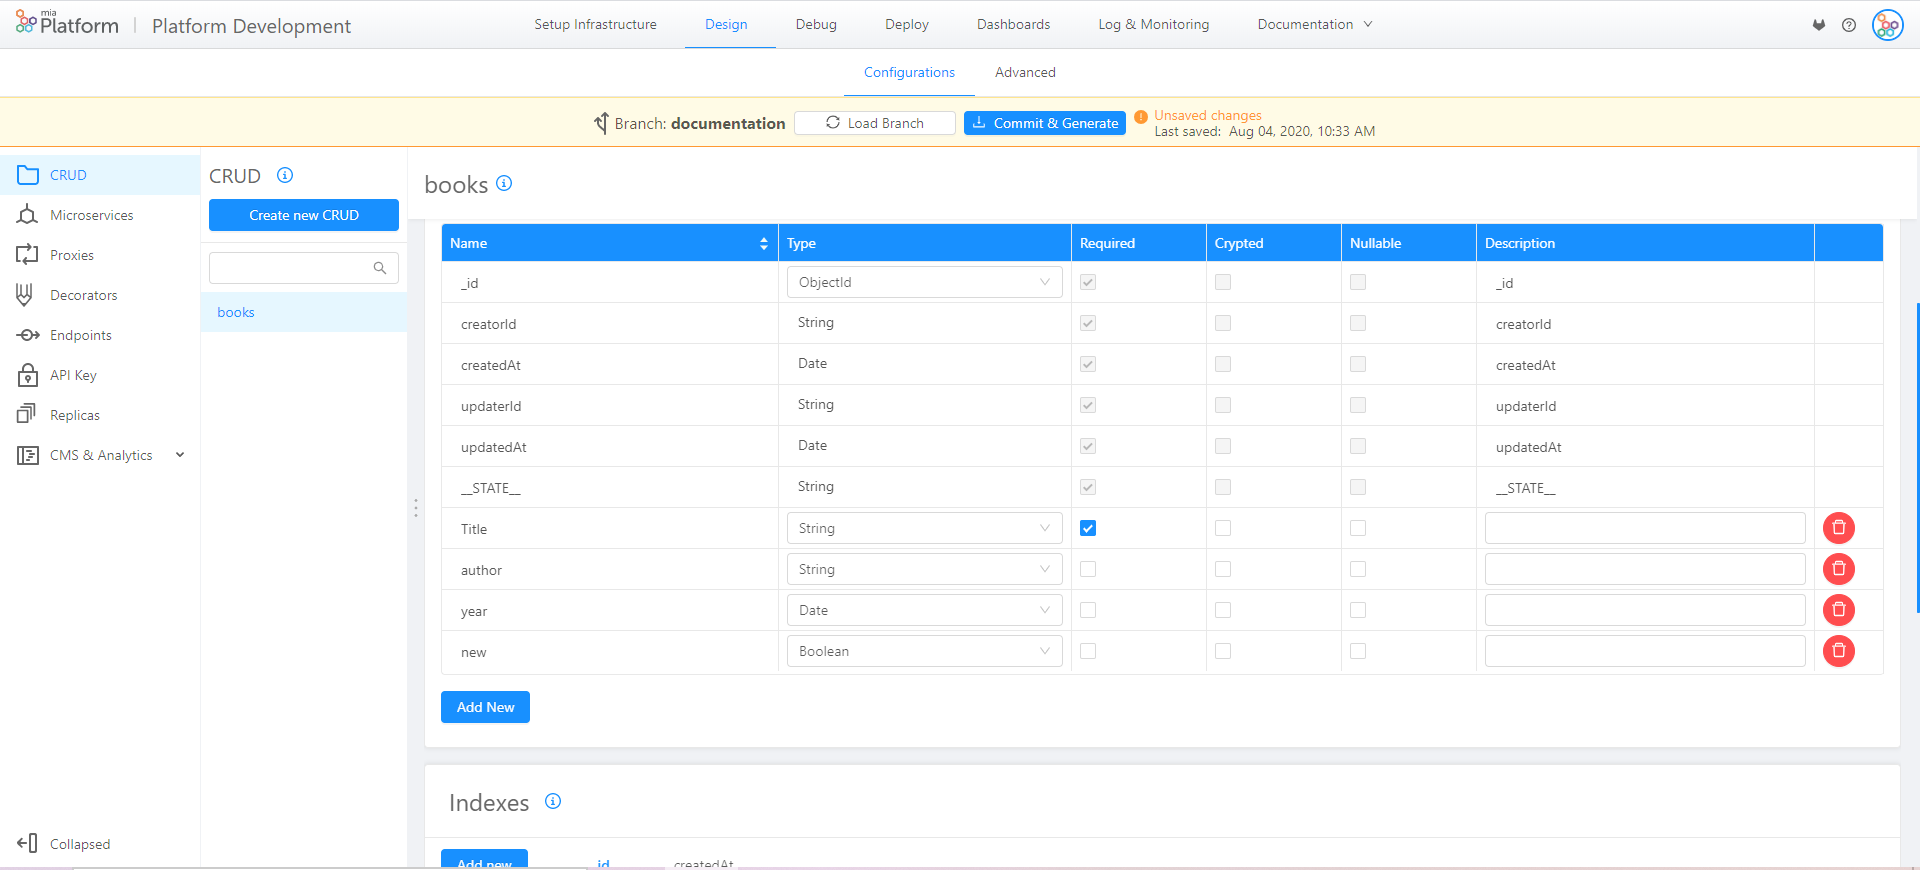 mia
Platform
Platform Development
Setup Infrastructure
Design
Debug
Deploy
Dashboards
Log & Monitoring
Documentation
Configurations
Advanced
Branch: documentation
Load Branch
Commit & Generate
Unsaved changes
Last saved: Aug 04, 2020, 10:33 AM
CRUD
Microservices
Proxies
Decorators
Endpoints
API Key
Replicas
CMS & Analytics
Collapsed
CRUD
Create new CRUD
books
books
Name Type Required Crypted Nullable Description
_id ObjectId _id
creatorId String creatorId
createdAt Date createdAt
updaterId String updaterId
updatedAt Date updatedAt
__STATE__ String __STATE__
Title String
author String
year Date
new Boolean
Add New
Indexes
Add new _id createdAt